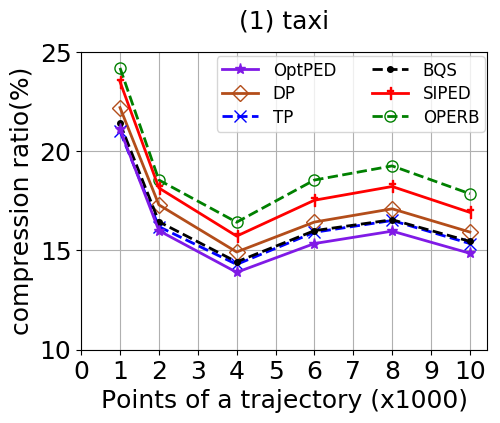 (1) taxi
compression ratio(%)
25
20
15
10
OptPED
DP
TP
BQS
SIPED
OPERB
0 1 2 3 4 5 6 7 8 9 10
Points of a trajectory (x1000)